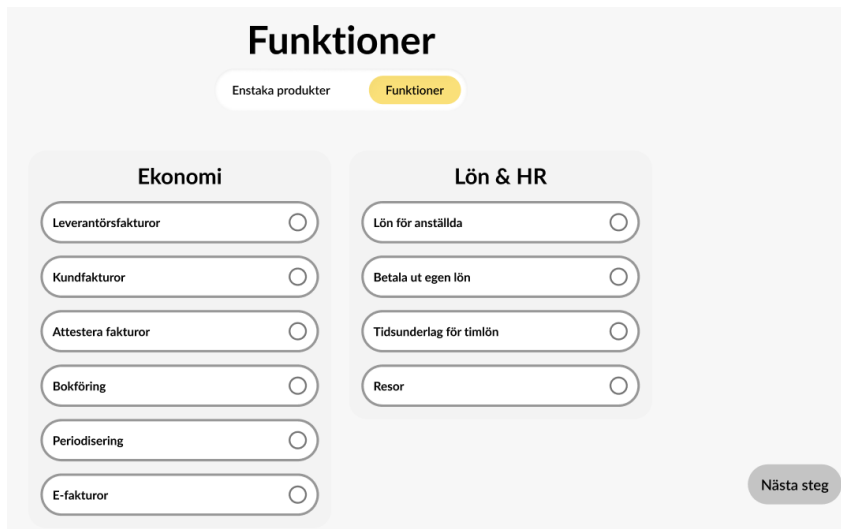 Funktioner
Enstaka produkter
Funktioner
Ekonomi
Leverantörsfakturor
Kundfakturor
Attestera fakturor
Bokföring
Periodisering
E-fakturor
Lön & HR
Lön för anställda
Betala ut egen lön
Tidsunderlag för timlön
Resor
Nästa steg